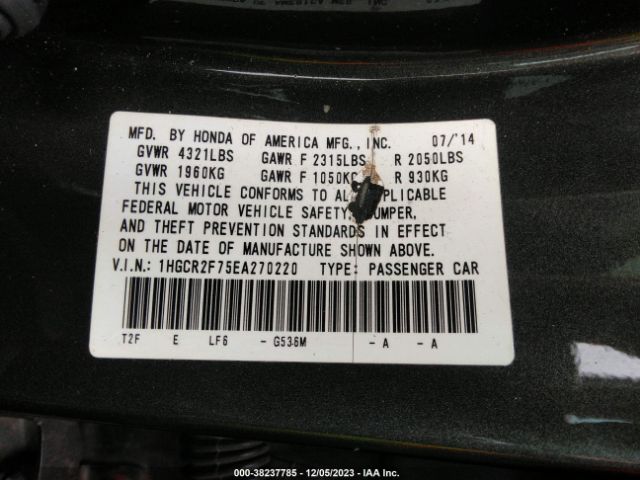 MFD. BY HONDA OF AMERICA MFG., INC. 07/'14
GVWR 4321LBS GAWR F 2315LBS R 2050LBS
GVWR 1960KG GAWR F 1050KG R 930KG
THIS VEHICLE CONFORMS TO ALL APPLICABLE
FEDERAL MOTOR VEHICLE SAFETY, BUMPER,
AND THEFT PREVENTION STANDARDS IN EFFECT
ON THE DATE OF MANUFACTURE SHOWN ABOVE.
V.I.N.: 1HGCR2F75EA270220 TYPE: PASSENGER CAR
T2F E LF6 - G536M - A - A
000-38237785 - 12/05/2023 - IAA Inc.